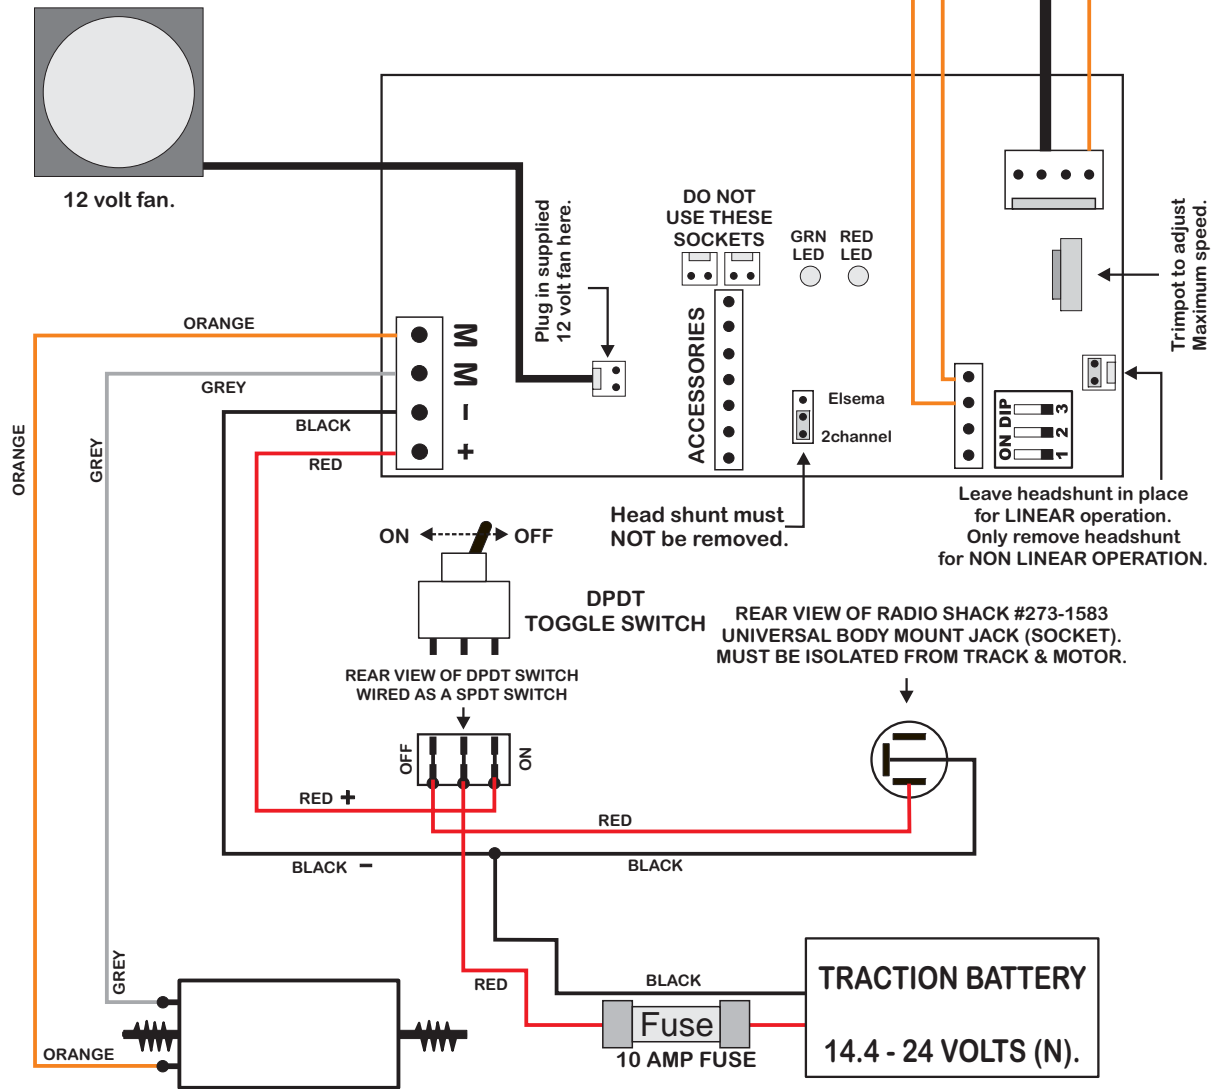 12 volt fan.
DO NOT
USE THESE
SOCKETS
GRN
LED
RED
LED
Plug in supplied
12 volt fan here.
Trimpot to adjust
Maximum speed.
ORANGE
GREY
BLACK
RED
M
M
-
+
ACCESSORIES
Elsema
2channel
ON DIP
1
2
3
ORANGE
GREY
Head shunt must
NOT be removed.
Leave headshunt in place
for LINEAR operation.
Only remove headshunt
for NON LINEAR OPERATION.
ON
OFF
DPDT
TOGGLE SWITCH
REAR VIEW OF DPDT SWITCH
WIRED AS A SPDT SWITCH
REAR VIEW OF RADIO SHACK #273-1583
UNIVERSAL BODY MOUNT JACK (SOCKET).
MUST BE ISOLATED FROM TRACK & MOTOR.
OFF
ON
RED +
RED
BLACK -
BLACK
GREY
ORANGE
RED
BLACK
Fuse
10 AMP FUSE
TRACTION BATTERY
14.4 - 24 VOLTS (N).